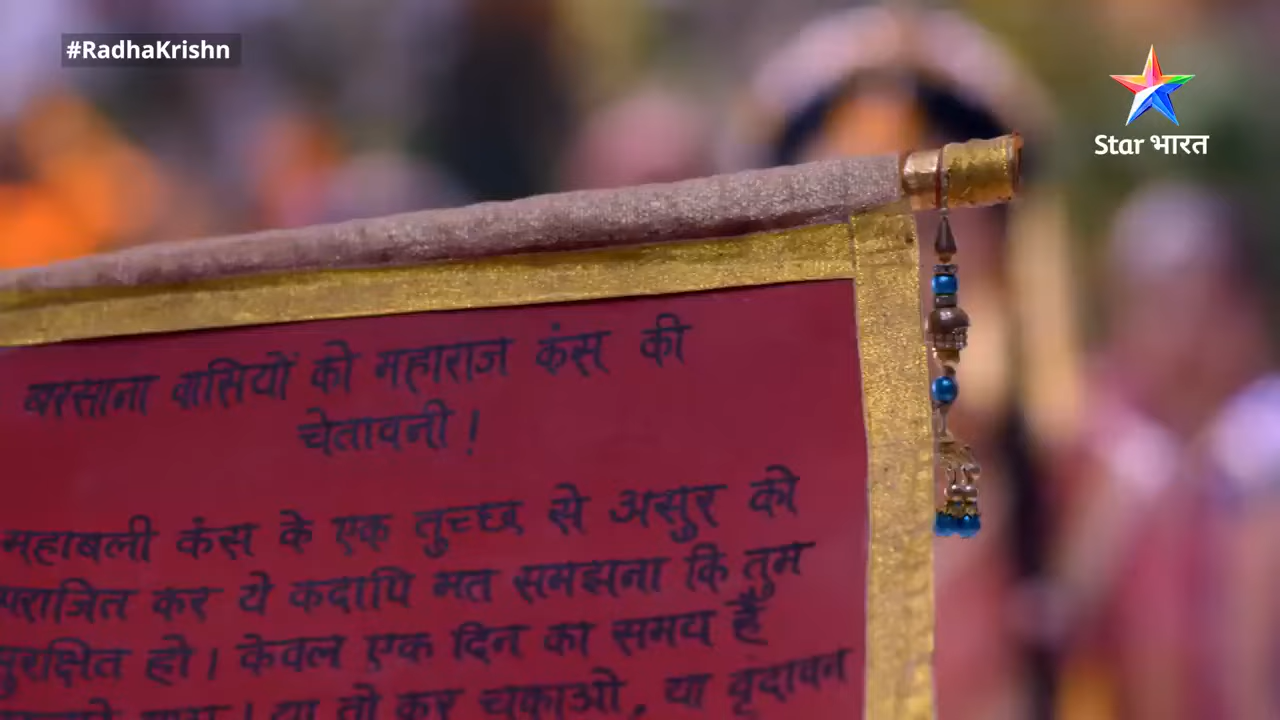 #RadhaKrishn
Star भारत
बरसाना वासियों को महाराज कंस की
चेतावनी !
महाबली कंस के एक तुच्छ से असुर को
पराजित कर ये कदापि मत समझना कि तुम
सुरक्षित हो । केवल एक दिन का समय है
या तो कर चुकाओ, या वृंदावन